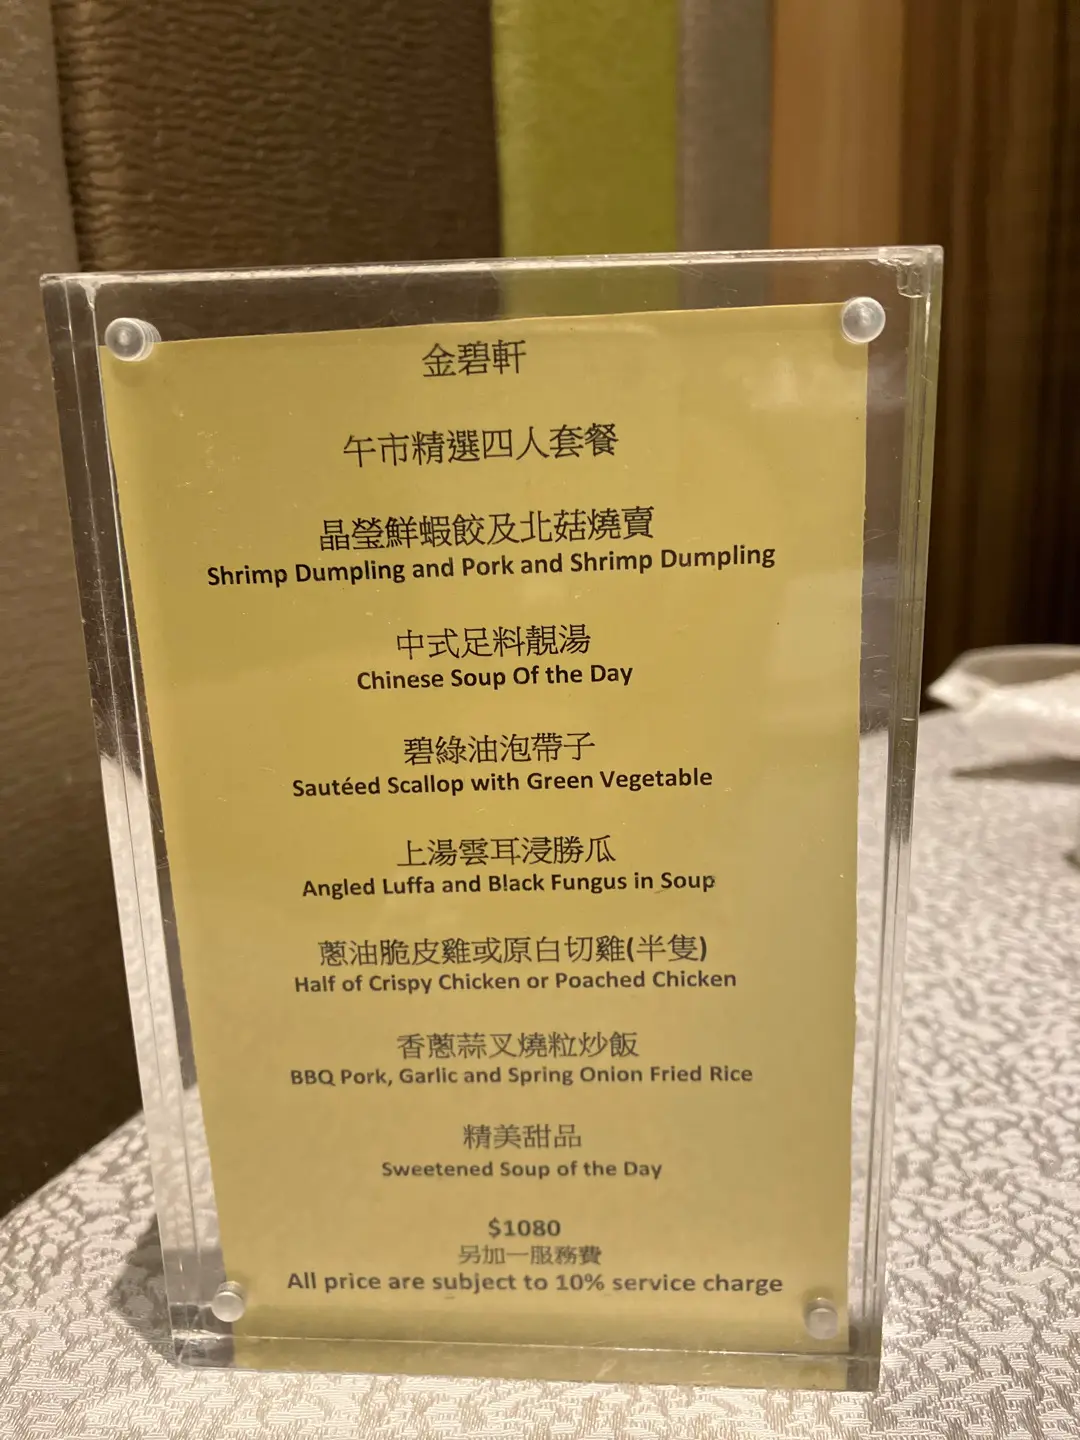 金碧軒
午市精選四人套餐
晶瑩鮮蝦餃及北菇燒賣
Shrimp Dumpling and Pork and Shrimp Dumpling
中式足料靚湯
Chinese Soup Of the Day
碧綠油泡帶子
Sautéed Scallop with Green Vegetable
上湯雲耳浸勝瓜
Angled Luffa and Black Fungus in Soup
蔥油脆皮雞或原白切雞(半隻)
Half of Crispy Chicken or Poached Chicken
香蔥蒜叉燒粒炒飯
BBQ Pork, Garlic and Spring Onion Fried Rice
精美甜品
Sweetened Soup of the Day
$1080
另加一服務費
All price are subject to 10% service charge